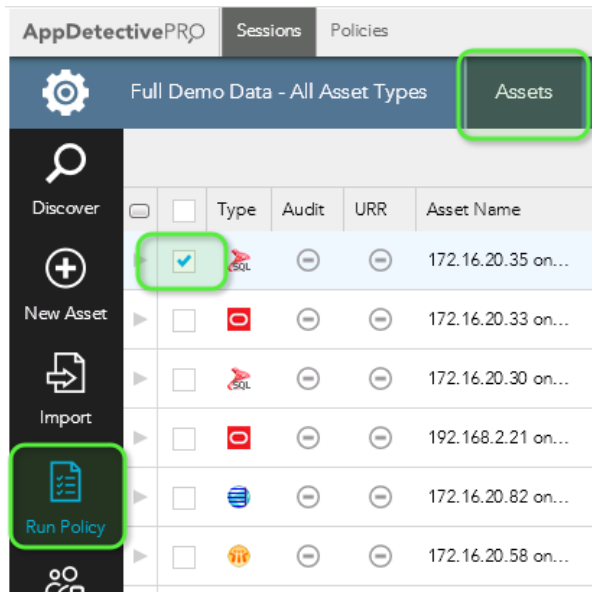 AppDetectivePRO Sessions Policies
Full Demo Data - All Asset Types Assets
Discover
Type Audit URR Asset Name
SQL 172.16.20.35 on...
New Asset
172.16.20.33 on...
SQL 172.16.20.30 on...
Import
192.168.2.21 on...
172.16.20.82 on...
Run Policy
172.16.20.58 on...